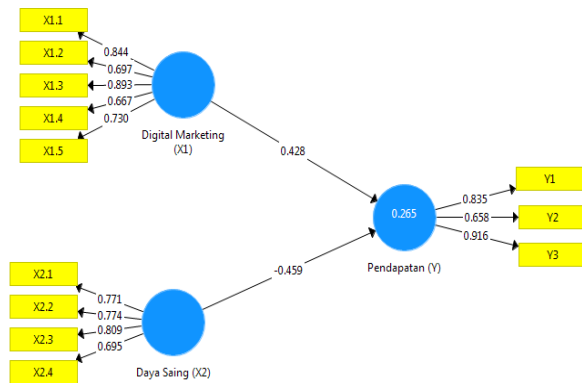 X1.1
X1.2
X1.3
X1.4
X1.5
0.844
0.697
0.893
0.667
0.730
Digital Marketing
(X1)
0.428
Y1
Y2
Y3
0.835
0.658
0.916
0.265
Pendapatan (Y)
-0.459
X2.1
X2.2
X2.3
X2.4
0.771
0.774
0.809
0.695
Daya Saing (X2)